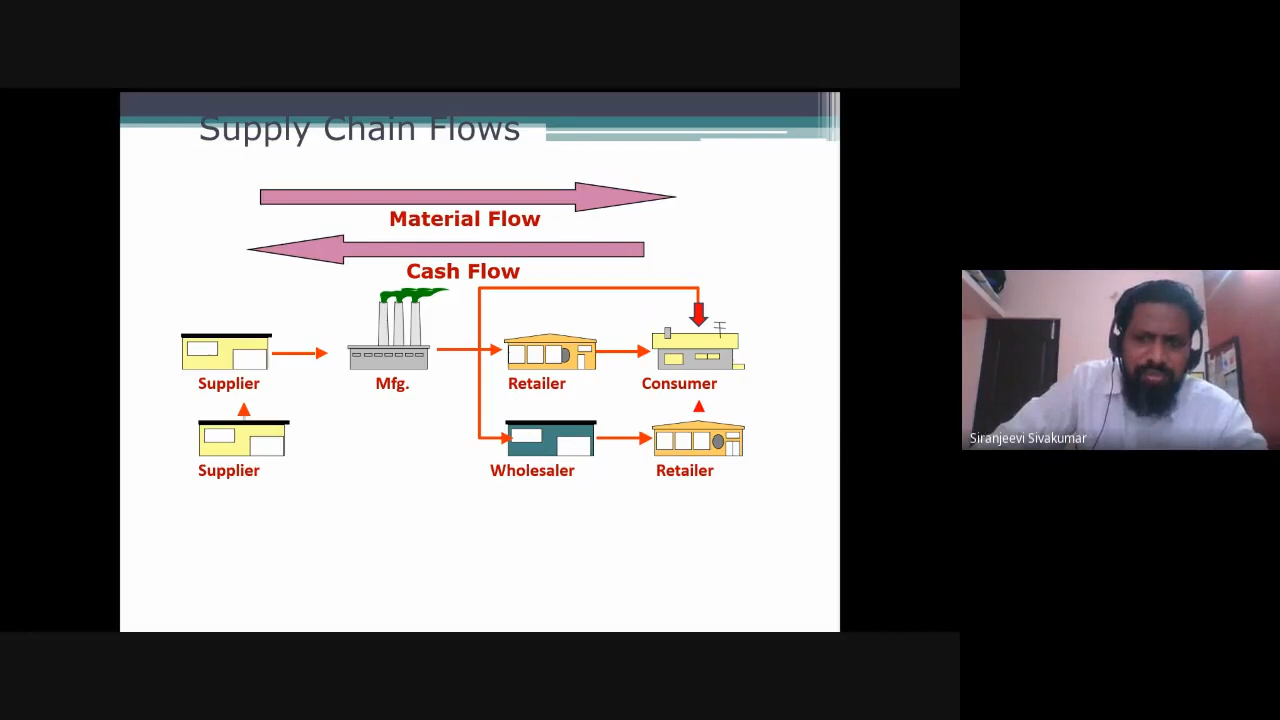 Supply Chain Flows
Material Flow
Cash Flow
Supplier
Mfg.
Retailer
Consumer
Supplier
Wholesaler
Retailer
Siranjeevi Sivakumar